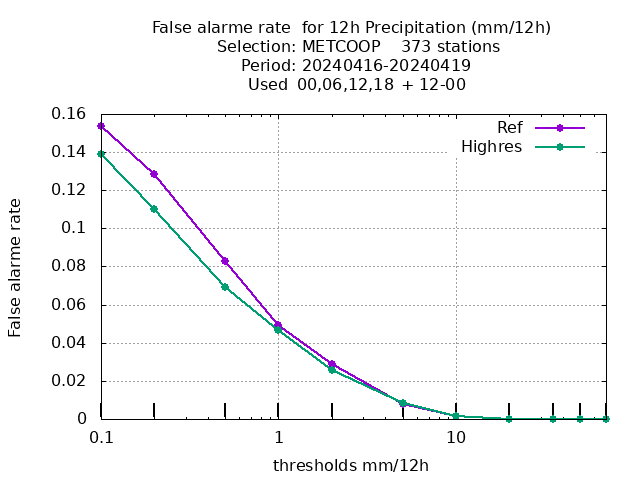 False alarme rate  for 12h Precipitation (mm/12h)
Selection: METCOOP    373 stations
Period: 20240416-20240419
Used  00,06,12,18 + 12-00
0.16
0.14
0.12
0.1
0.08
0.06
0.04
0.02
0
False alarme rate
Ref
Highres
0.1
1
10
thresholds mm/12h